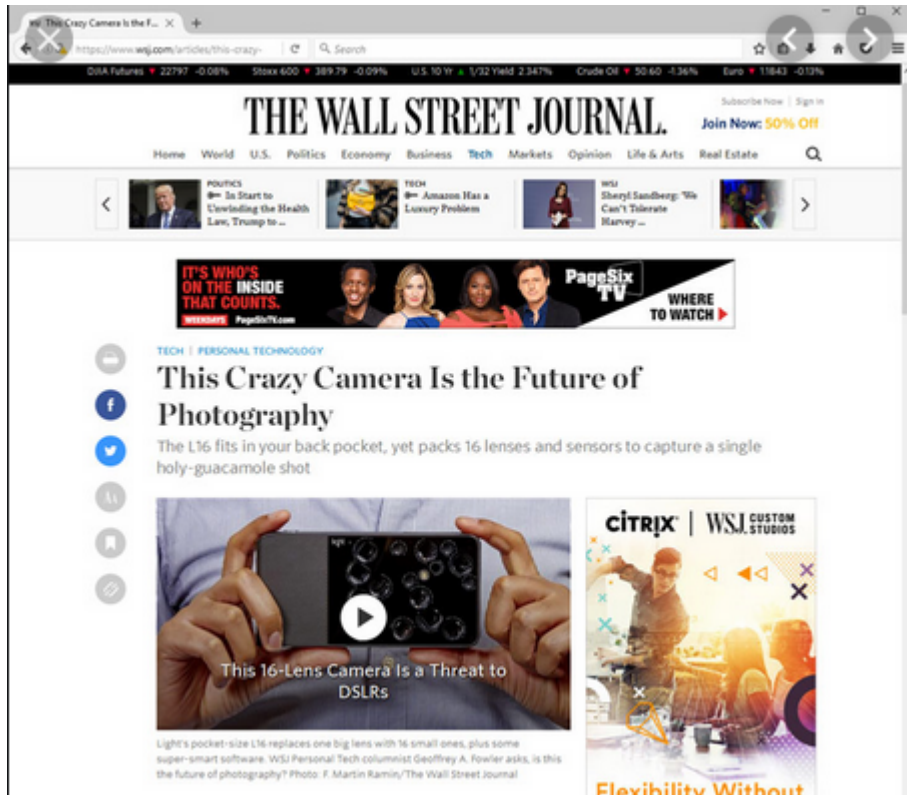 WSJ This Crazy Camera Is the F...
https://www.wsj.com/articles/this-crazy-
Search
DJIA Futures ▼ 22797 -0.08% Stoxx 600 ▼ 389.79 -0.09% U.S. 10 Yr ▲ 1/32 Yield 2.347% Crude Oil ▼ 50.60 -1.36% Euro ▼ 1.1843 -0.13%
THE WALL STREET JOURNAL.
Subscribe Now | Sign In
Join Now: 50% Off
Home World U.S. Politics Economy Business Tech Markets Opinion Life & Arts Real Estate
POLITICS
In Start to
Unwinding the Health
Law, Trump to ...
TECH
Amazon Has a
Luxury Problem
WSJ
Sheryl Sandberg: 'We
Can't Tolerate
Harvey ...
IT'S WHO'S
ON THE INSIDE
THAT COUNTS.
WEEKDAYS PageSixTV.com
PageSix
TV
WHERE
TO WATCH
TECH | PERSONAL TECHNOLOGY
This Crazy Camera Is the Future of
Photography
The L16 fits in your back pocket, yet packs 16 lenses and sensors to capture a single
holy-guacamole shot
light
This 16-Lens Camera Is a Threat to
DSLRs
CITRIX | WSJ. CUSTOM
STUDIOS
Light's pocket-size L16 replaces one big lens with 16 small ones, plus some
super-smart software. WSJ Personal Tech columnist Geoffrey A. Fowler asks, is this
the future of photography? Photo: F. Martin Ramin/The Wall Street Journal
Flexibility Without